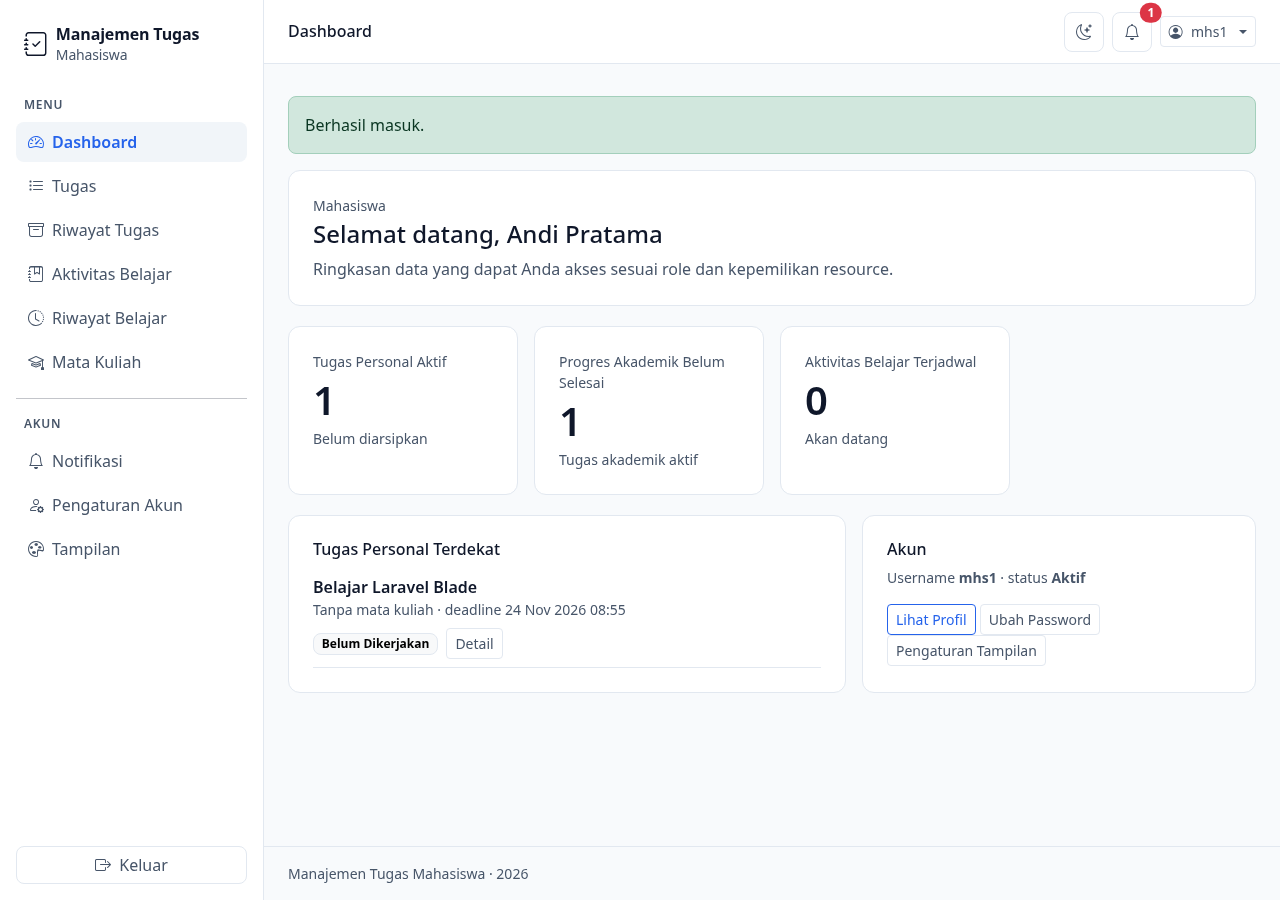 Manajemen Tugas
Mahasiswa
MENU
Dashboard
Tugas
Riwayat Tugas
Aktivitas Belajar
Riwayat Belajar
Mata Kuliah
AKUN
Notifikasi
Pengaturan Akun
Tampilan
Keluar
Dashboard
1
mhs1
Berhasil masuk.
Mahasiswa
Selamat datang, Andi Pratama
Ringkasan data yang dapat Anda akses sesuai role dan kepemilikan resource.
Tugas Personal Aktif
1
Belum diarsipkan
Progres Akademik Belum
Selesai
1
Tugas akademik aktif
Aktivitas Belajar Terjadwal
0
Akan datang
Tugas Personal Terdekat
Belajar Laravel Blade
Tanpa mata kuliah · deadline 24 Nov 2026 08:55
Belum Dikerjakan Detail
Akun
Username mhs1 · status Aktif
Lihat Profil Ubah Password
Pengaturan Tampilan
Manajemen Tugas Mahasiswa · 2026